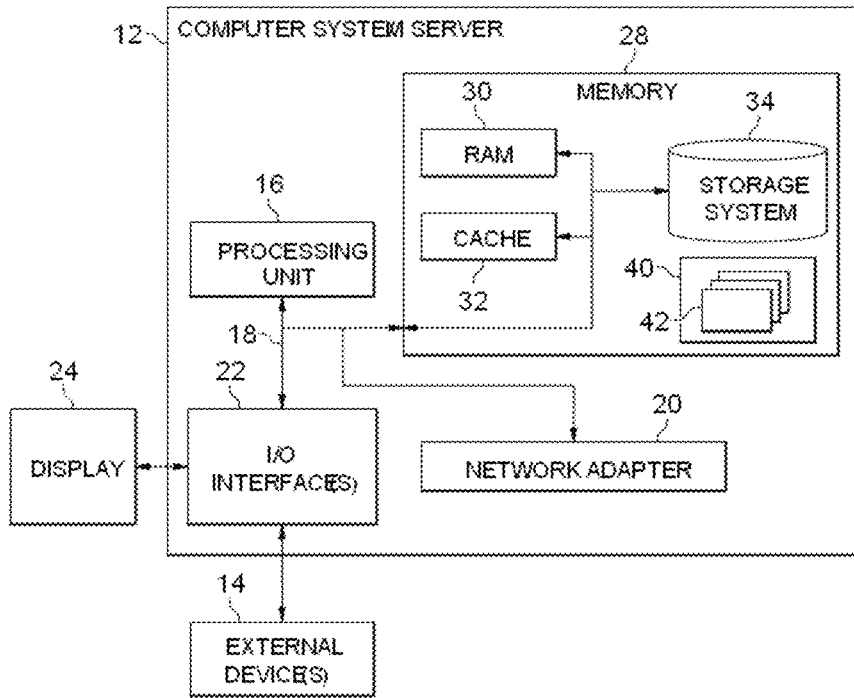 12
COMPUTER SYSTEM SERVER
28
MEMORY
30
RAM
34
STORAGE
SYSTEM
16
PROCESSING
UNIT
CACHE
32
40
42
18
24
22
20
DISPLAY
I/O
INTERFACE(S)
NETWORK ADAPTER
14
EXTERNAL
DEVICE(S)